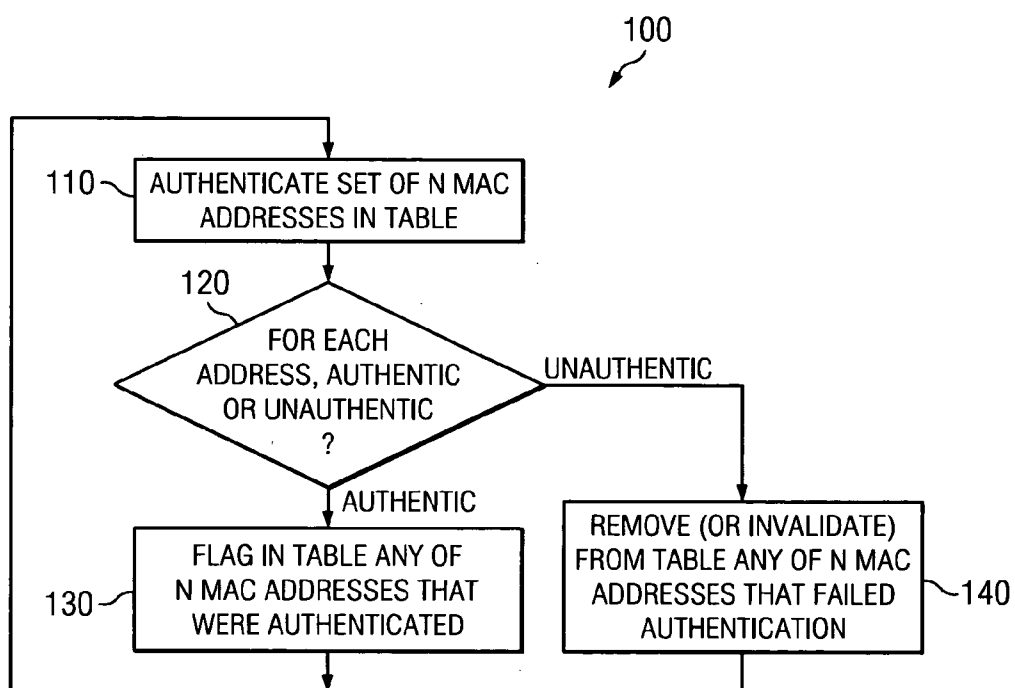 100
110
AUTHENTICATE SET OF N MAC
ADDRESSES IN TABLE
120
FOR EACH
ADDRESS, AUTHENTIC
OR UNAUTHENTIC
?
UNAUTHENTIC
AUTHENTIC
130
FLAG IN TABLE ANY OF
N MAC ADDRESSES THAT
WERE AUTHENTICATED
REMOVE (OR INVALIDATE)
FROM TABLE ANY OF N MAC
ADDRESSES THAT FAILED
AUTHENTICATION
140